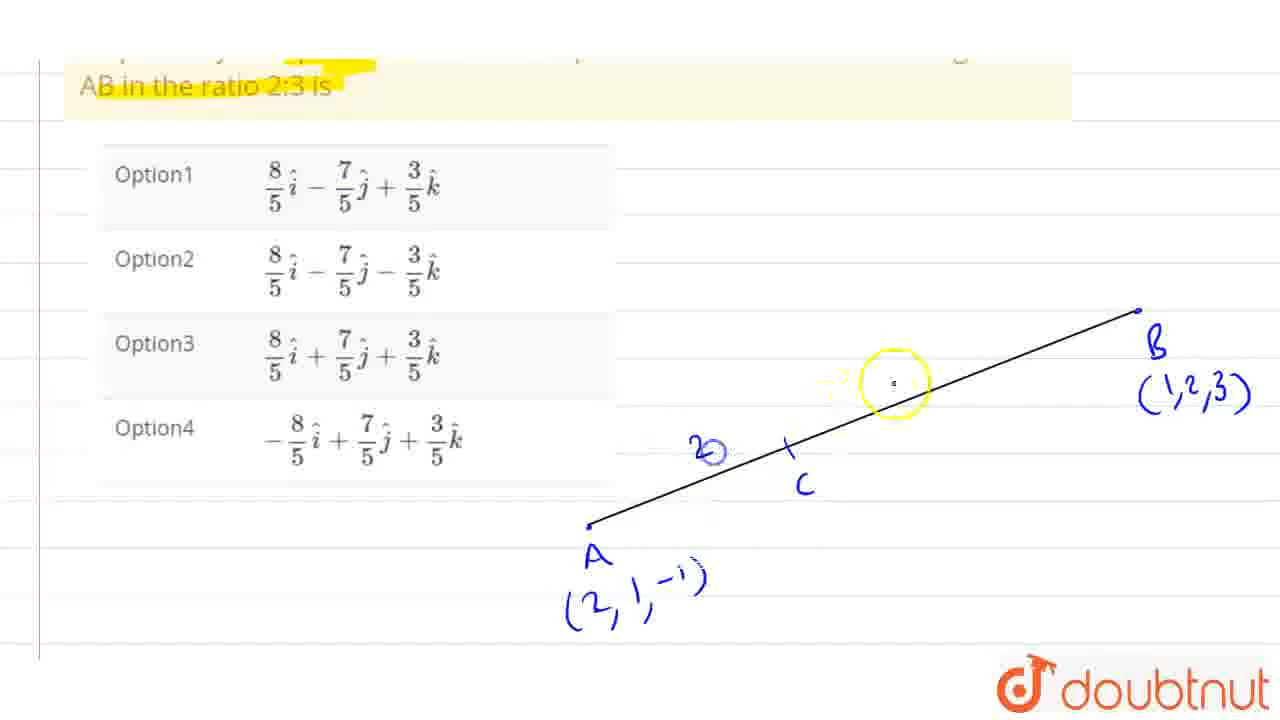 AB in the ratio 2:3 is
Option1 8/5 î − 7/5 ĵ + 3/5 k̂
Option2 8/5 î − 7/5 ĵ − 3/5 k̂
Option3 8/5 î + 7/5 ĵ + 3/5 k̂
Option4 −8/5 î + 7/5 ĵ + 3/5 k̂
B
(1,2,3)
2
C
A
(2,1,-1)
doubtnut